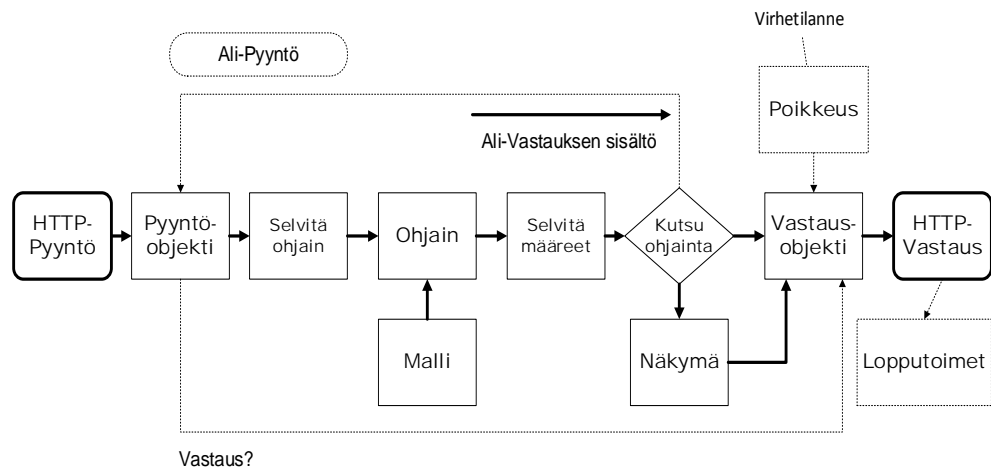 Virhetilanne
Ali-Pyyntö
Poikkeus
Ali-Vastauksen sisältö
HTTP-
Pyyntö
Pyyntö-
objekti
Selvitä
ohjain
Ohjain
Selvitä
määreet
Kutsu
ohjainta
Vastaus-
objekti
HTTP-
Vastaus
Malli
Näkymä
Lopputoimet
Vastaus?